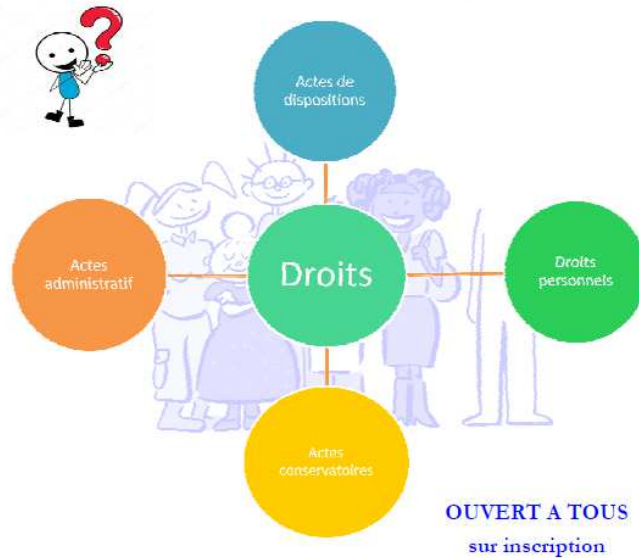 Actes de
dispositions
Actes
administratif
Droits
Droits
personnels
Actes
conservatoires
OUVERT A TOUS
sur inscription